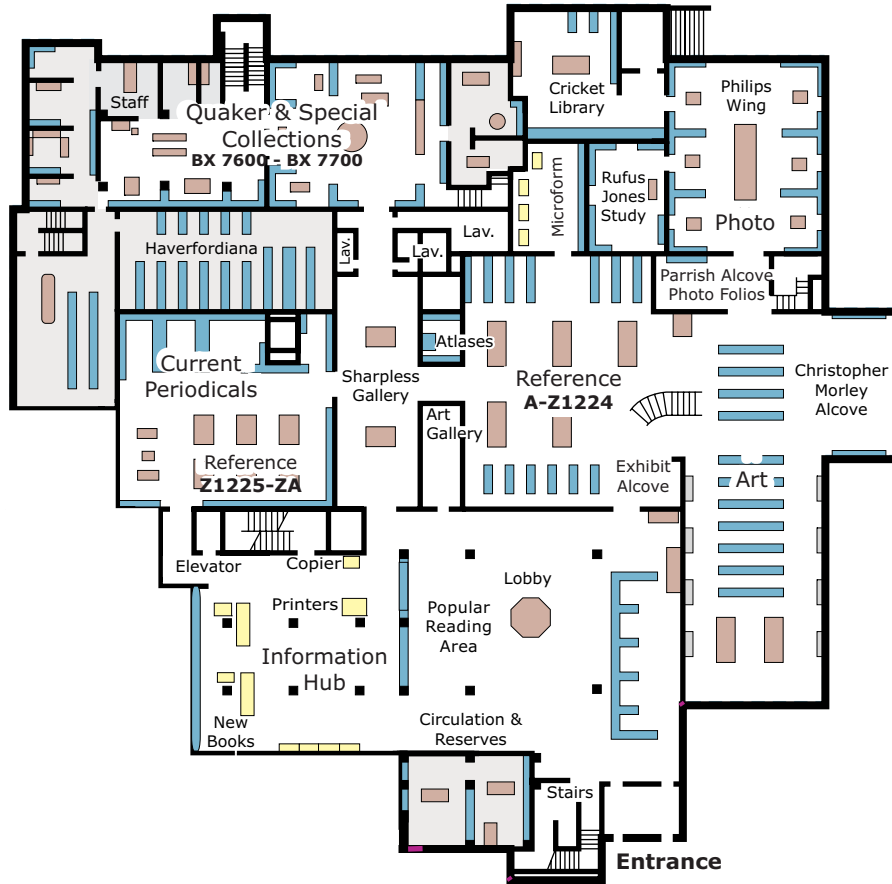 Staff
Quaker & Special
Collections
BX 7600 - BX 7700
Cricket
Library
Philips
Wing
Microform
Rufus
Jones
Study
Photo
Haverfordiana
Lav.
Lav.
Lav.
Parrish Alcove
Photo Folios
Current
Periodicals
Sharpless
Gallery
Atlases
Reference
A-Z1224
Christopher
Morley
Alcove
Art
Gallery
Reference
Z1225-ZA
Exhibit
Alcove
Art
Elevator
Copier
Lobby
Printers
Popular
Reading
Area
Information
Hub
New
Books
Circulation &
Reserves
Stairs
Entrance